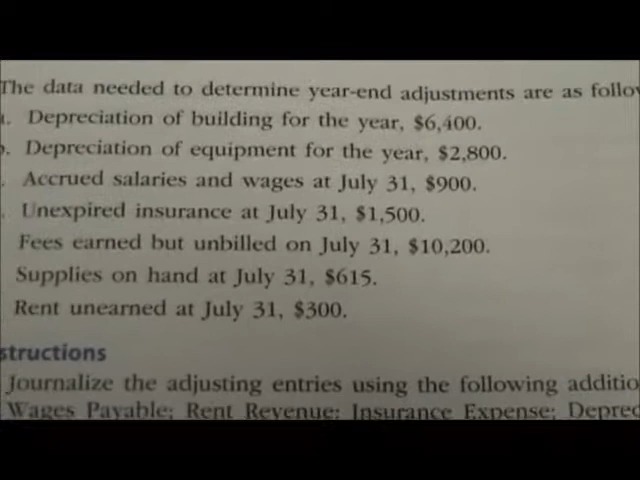 The data needed to determine year-end adjustments are as
Depreciation of building for the year, $6,400.
Depreciation of equipment for the year, $2,800.
Accrued salaries and wages at July 31, $900.
Unexpired insurance at July 31, $1,500.
Fees earned but unbilled on July 31, $10,200.
Supplies on hand at July 31, $615.
Rent unearned at July 31, $300.
structions
Journalize the adjusting entries using the following additio
Wages Payable; Rent Revenue; Insurance Expense; Deprec